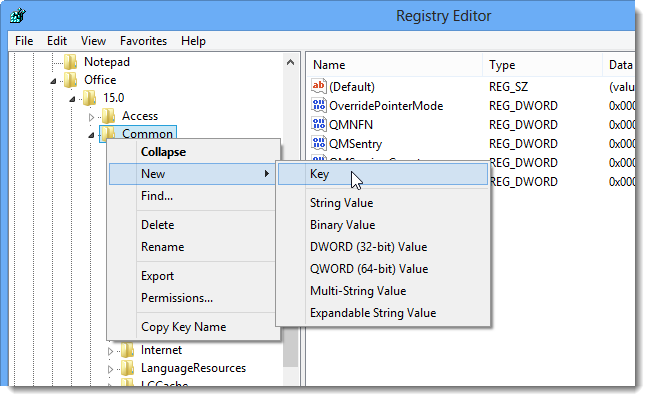 Registry Editor
File Edit View Favorites Help
Notepad
Office
15.0
Access
Common
Name Type Data
(Default) REG_SZ (valu
OverridePointerMode REG_DWORD 0x000
QMNFN REG_DWORD 0x000
QMSentry REG_DWORD 0x000
REG_DWORD 0x000
REG_DWORD 0x000
Collapse
New
Find...
Delete
Rename
Export
Permissions...
Copy Key Name
Key
String Value
Binary Value
DWORD (32-bit) Value
QWORD (64-bit) Value
Multi-String Value
Expandable String Value
Internet
LanguageResources
LCCache